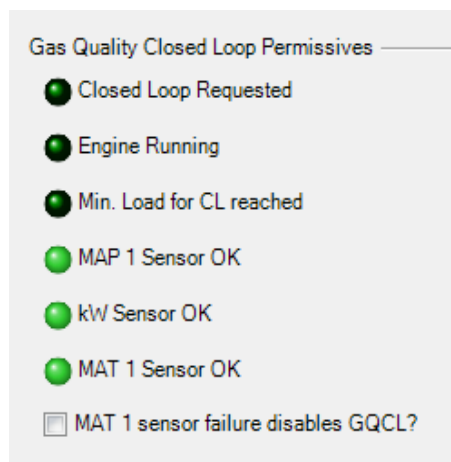 Gas Quality Closed Loop Permissives
Closed Loop Requested
Engine Running
Min. Load for CL reached
MAP 1 Sensor OK
kW Sensor OK
MAT 1 Sensor OK
MAT 1 sensor failure disables GQCL?